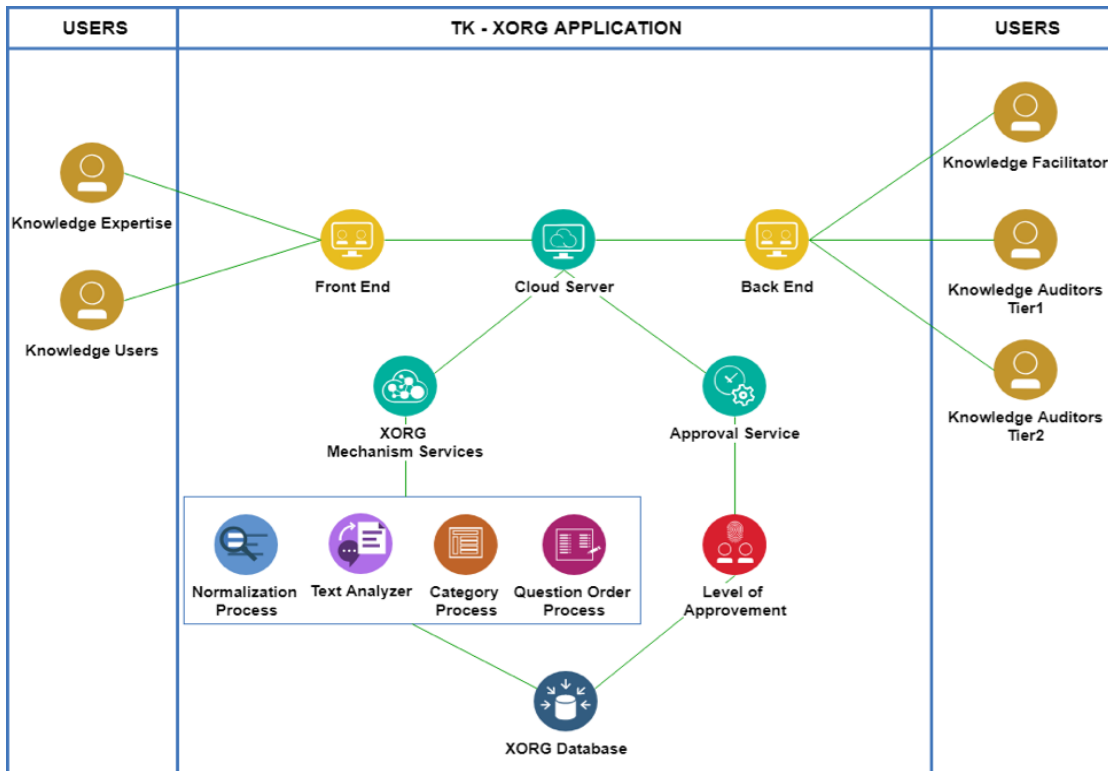 USERS
TK - XORG APPLICATION
USERS
Knowledge Expertise
Knowledge Users
Front End
Cloud Server
Back End
Knowledge Facilitator
Knowledge Auditors
Tier1
Knowledge Auditors
Tier2
XORG
Mechanism Services
Approval Service
Normalization
Process
Text Analyzer
Category
Process
Question Order
Process
Level of
Approvement
XORG Database